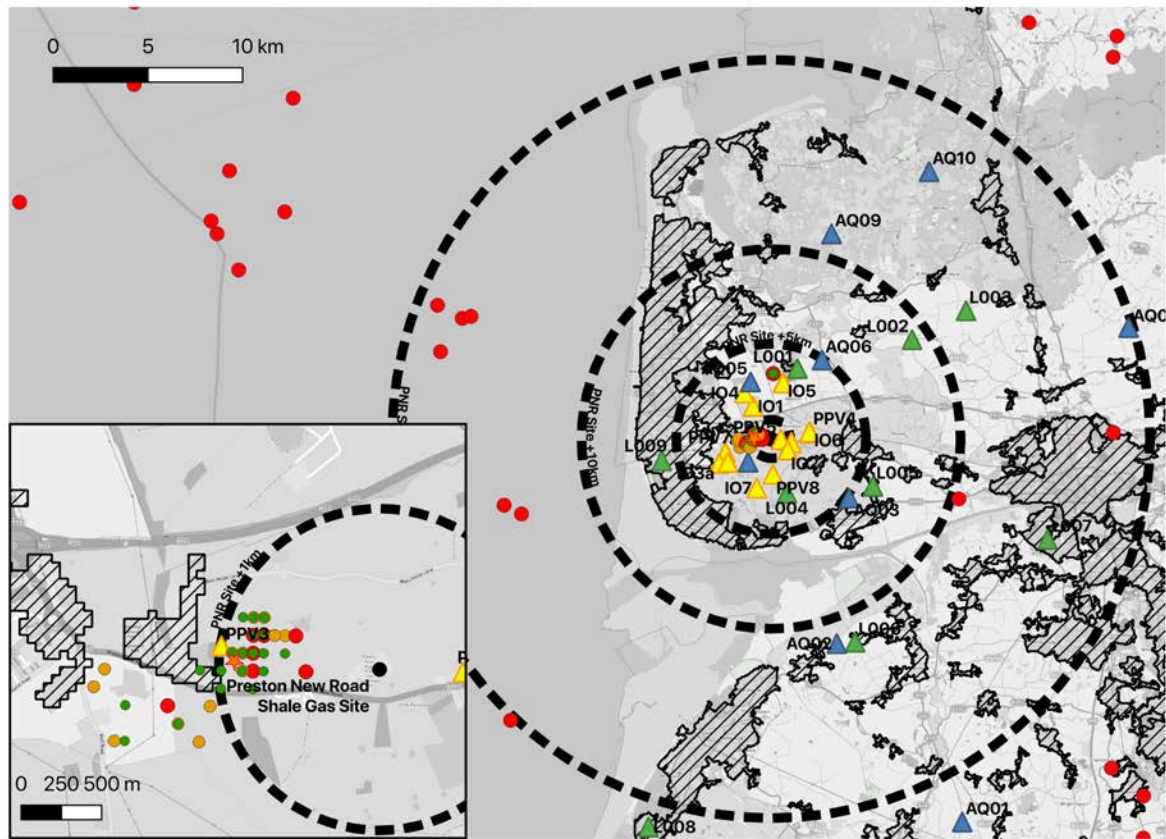 0 5 10 km
AQ10
AQ09
L003
L002
PNR Site +5km
L001
AQ06
IO5
IO4
IO1
PPV4
IO6
L009
PNR Site +10km
L005
IO7
PPV8
L004
AQ03
L007
AQ02
AQ01
L008
PNR Site +1km
PPV3
Preston New Road
Shale Gas Site
0 250 500 m